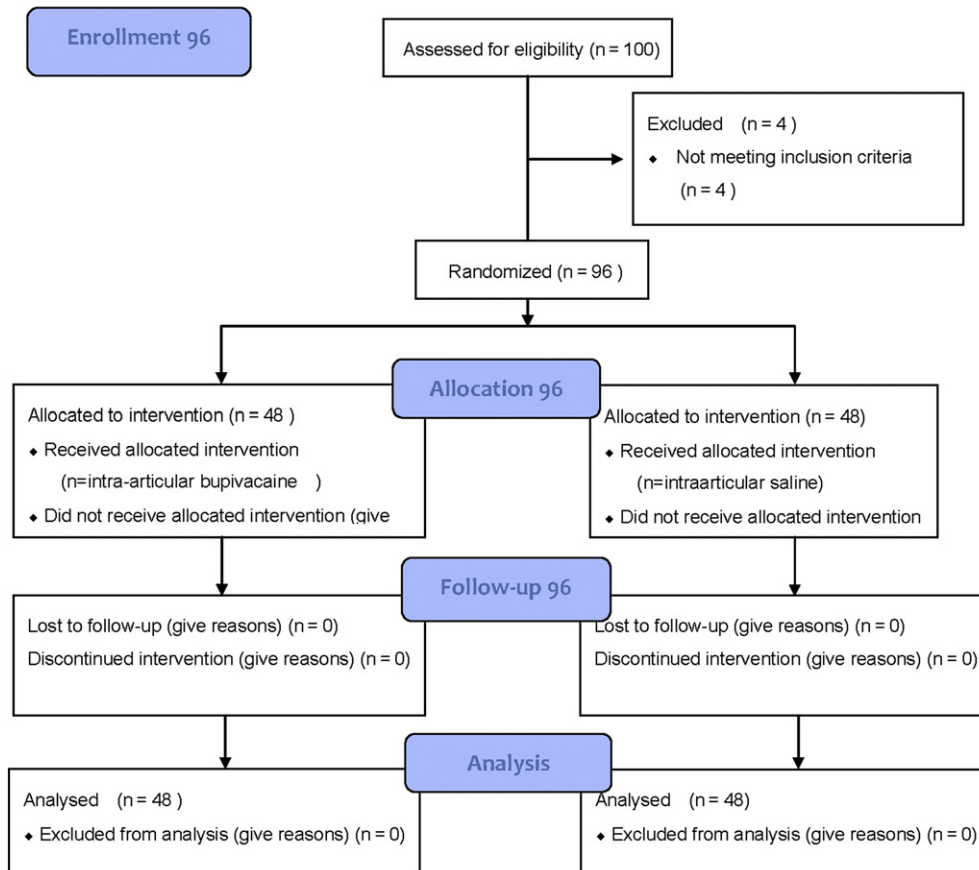 Enrollment 96
Assessed for eligibility (n = 100)
Excluded (n = 4 )
◆ Not meeting inclusion criteria
(n = 4 )
Randomized (n = 96 )
Allocation 96
Allocated to intervention (n = 48 )
◆ Received allocated intervention
(n=intra-articular bupivacaine )
◆ Did not receive allocated intervention (give
Allocated to intervention (n = 48)
◆ Received allocated intervention
(n=intraarticular saline)
◆ Did not receive allocated intervention
Follow-up 96
Lost to follow-up (give reasons) (n = 0)
Discontinued intervention (give reasons) (n = 0)
Lost to follow-up (give reasons) (n = 0)
Discontinued intervention (give reasons) (n = 0)
Analysis
Analysed (n = 48 )
◆ Excluded from analysis (give reasons) (n = 0)
Analysed (n = 48)
◆ Excluded from analysis (give reasons) (n = 0)